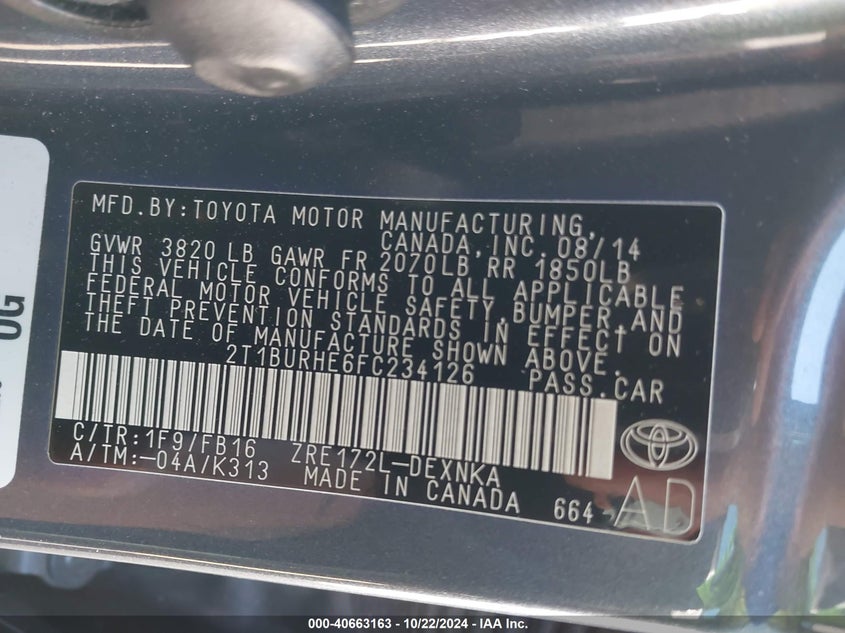 MFD.BY:TOYOTA MOTOR MANUFACTURING,
CANADA,INC. 08/14
GVWR 3820 LB GAWR FR 2070LB RR 1850LB
THIS VEHICLE CONFORMS TO ALL APPLICABLE
FEDERAL MOTOR VEHICLE SAFETY,BUMPER,AND
THEFT PREVENTION STANDARDS IN EFFECT ON
THE DATE OF MANUFACTURE SHOWN ABOVE.
2T1BURHE6FC234126 PASS.CAR
C/TR:1F9/FB16 ZRE172L-DEXNKA
A/TM:-04A/K313 MADE IN CANADA 664- AD
OG
000-40663163 - 10/22/2024 - IAA Inc.